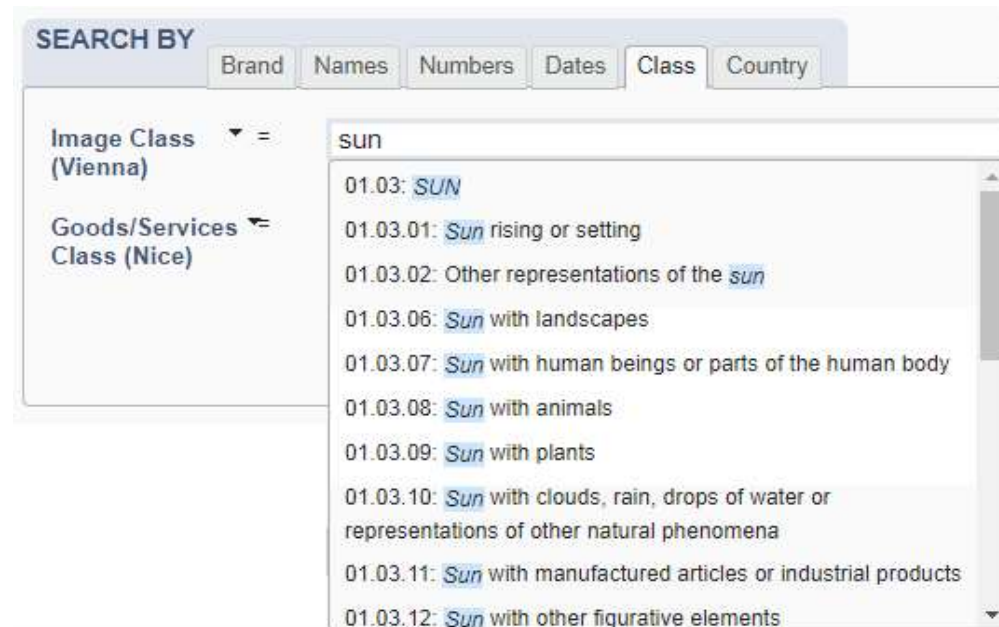 SEARCH BY
Brand Names Numbers Dates Class Country
Image Class = sun
(Vienna)
01.03: SUN
Goods/Services =
Class (Nice)
01.03.01: Sun rising or setting
01.03.02: Other representations of the sun
01.03.06: Sun with landscapes
01.03.07: Sun with human beings or parts of the human body
01.03.08: Sun with animals
01.03.09: Sun with plants
01.03.10: Sun with clouds, rain, drops of water or
representations of other natural phenomena
01.03.11: Sun with manufactured articles or industrial products
01.03.12: Sun with other figurative elements